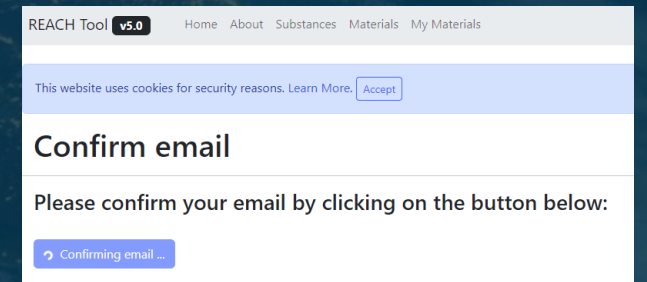 REACH Tool v5.0 Home About Substances Materials My Materials
This website uses cookies for security reasons. Learn More. Accept
Confirm email
Please confirm your email by clicking on the button below:
Confirming email ...